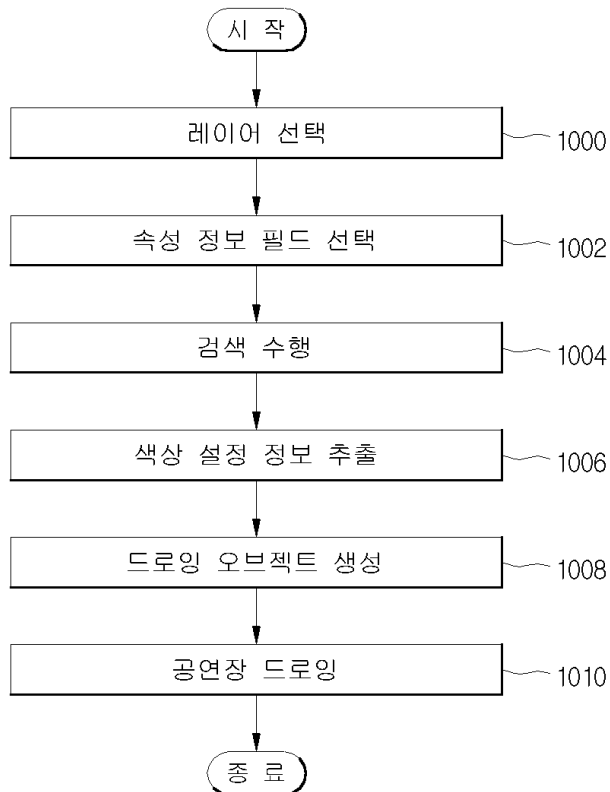 시 작
레이어 선택
1000
속성 정보 필드 선택
1002
검색 수행
1004
색상 설정 정보 추출
1006
드로잉 오브젝트 생성
1008
공연장 드로잉
1010
종 료